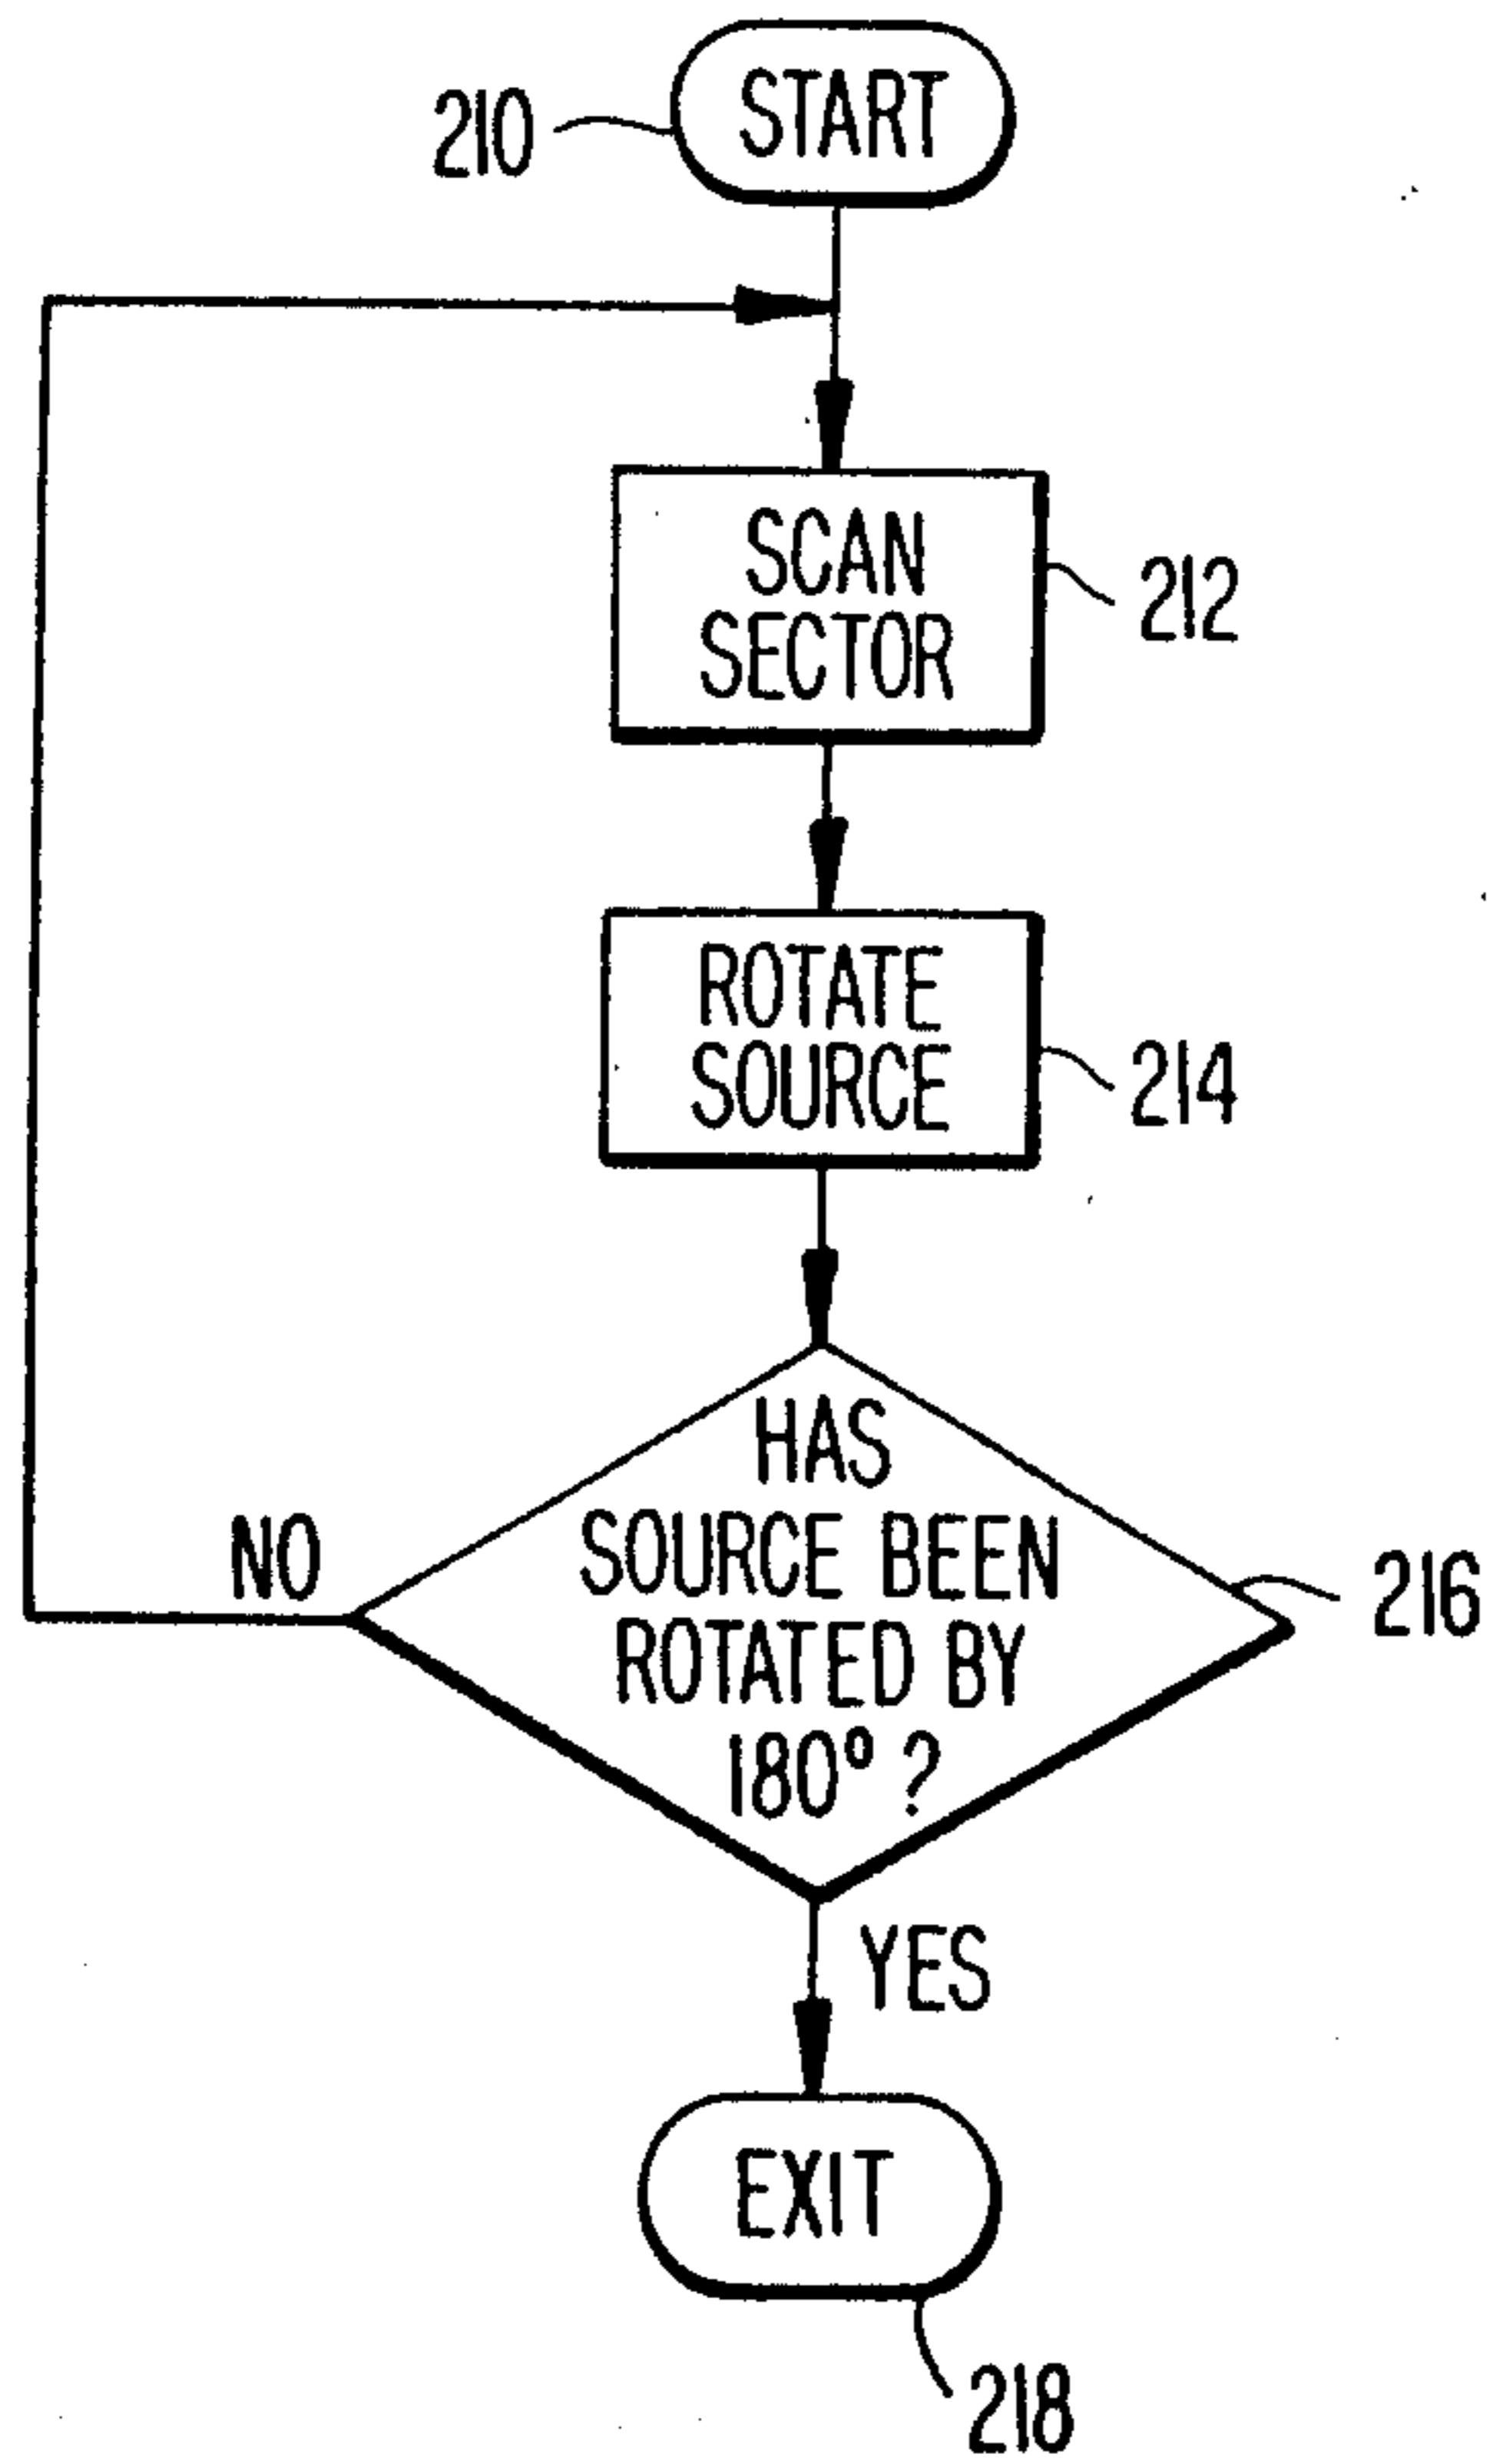 START
210
SCAN
SECTOR
212
ROTATE
SOURCE
214
HAS
SOURCE BEEN
ROTATED BY
180° ?
216
NO
YES
EXIT
218